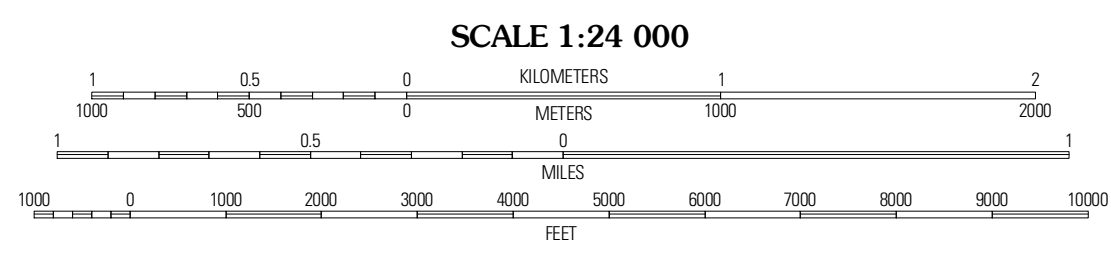 SCALE 1:24 000
1 0.5 0 KILOMETERS 1 2
1000 500 0 METERS 1000 2000
1 0.5 0 1
MILES
1000 0 1000 2000 3000 4000 5000 6000 7000 8000 9000 10000
FEET